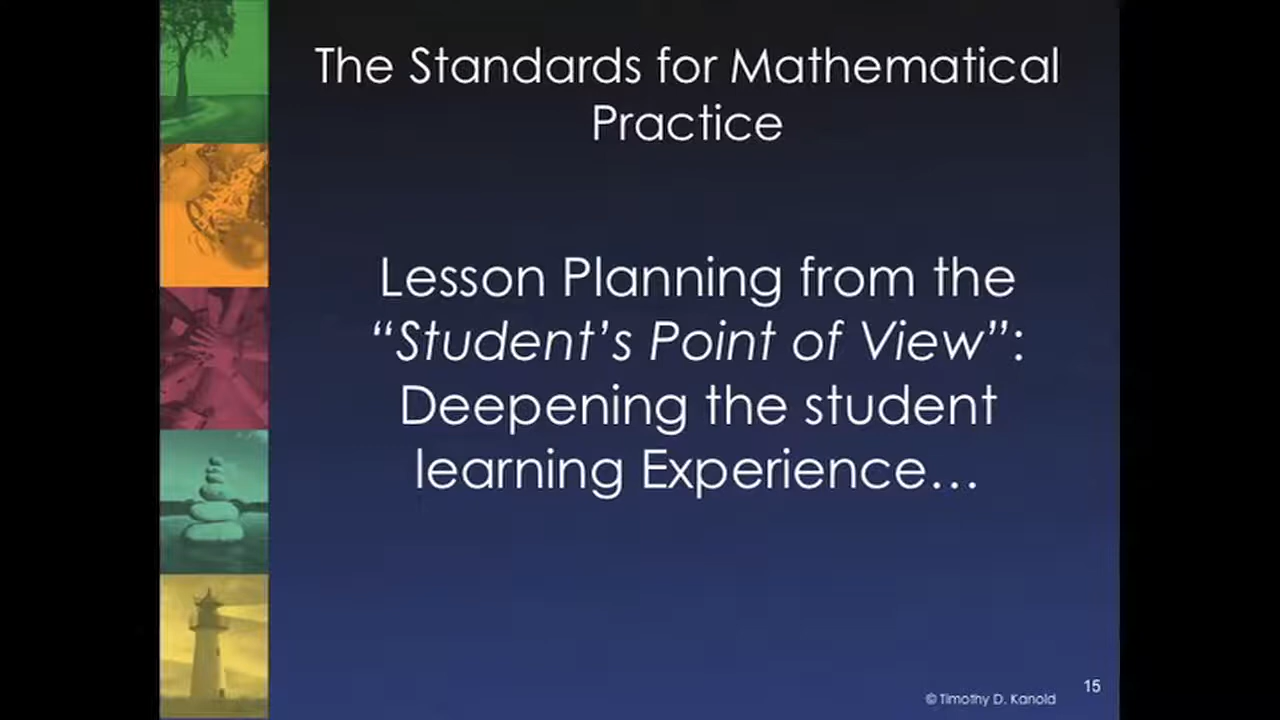 The Standards for Mathematical
Practice
Lesson Planning from the
“Student’s Point of View”:
Deepening the student
learning Experience…
15
© Timothy D. Kanold